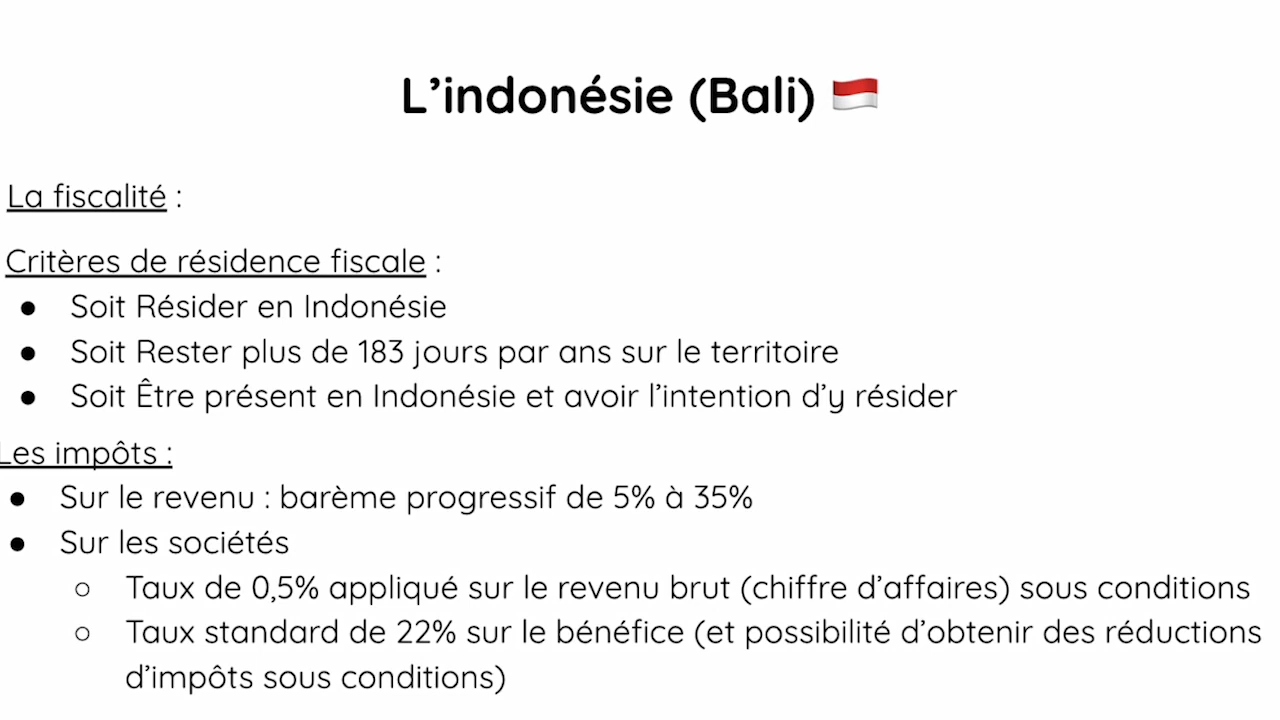 L’indonésie (Bali) 🇮🇩
La fiscalité :
Critères de résidence fiscale :
● Soit Résider en Indonésie
● Soit Rester plus de 183 jours par ans sur le territoire
● Soit Être présent en Indonésie et avoir l’intention d’y résider
Les impôts :
● Sur le revenu : barème progressif de 5% à 35%
● Sur les sociétés
○ Taux de 0,5% appliqué sur le revenu brut (chiffre d’affaires) sous conditions
○ Taux standard de 22% sur le bénéfice (et possibilité d’obtenir des réductions
d’impôts sous conditions)